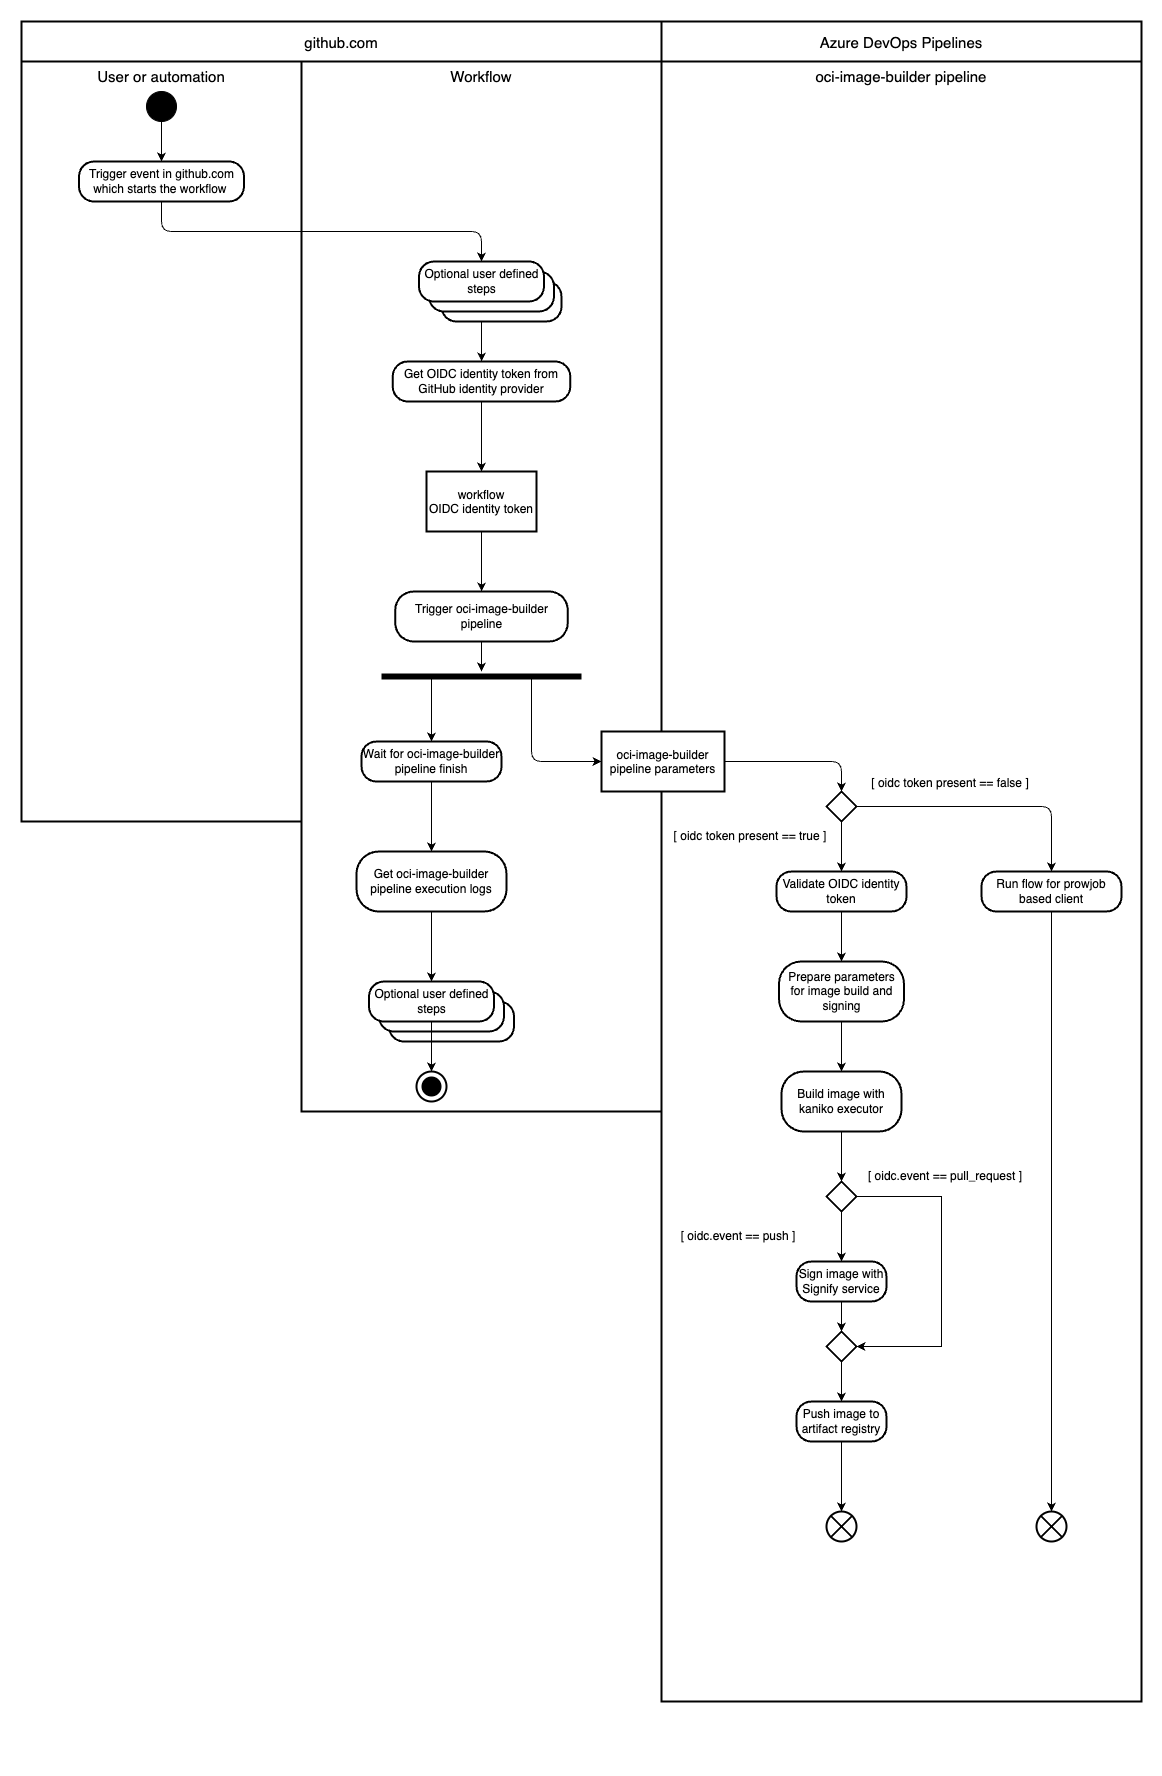 github.com
Azure DevOps Pipelines
User or automation
Workflow
oci-image-builder pipeline
Trigger event in github.com
which starts the workflow
Optional user defined
steps
Get OIDC identity token from
GitHub identity provider
workflow
OIDC identity token
Trigger oci-image-builder
pipeline
Wait for oci-image-builder
pipeline finish
oci-image-builder
pipeline parameters
[ oidc token present == false ]
[ oidc token present == true ]
Get oci-image-builder
pipeline execution logs
Validate OIDC identity
token
Run flow for prowjob
based client
Optional user defined
steps
Prepare parameters
for image build and
signing
Build image with
kaniko executor
[ oidc.event == pull_request ]
[ oidc.event == push ]
Sign image with
Signify service
Push image to
artifact registry